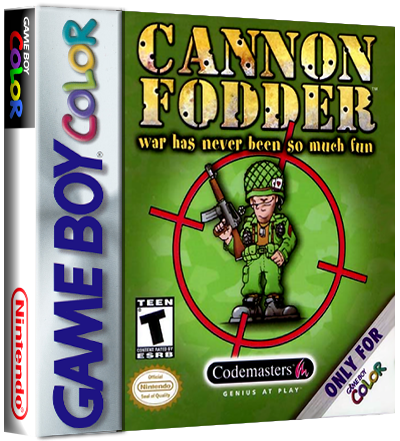 GAME BOY
COLOR
Nintendo
GAME BOY COLOR
CANNON
FODDER™
war has never been so much fun
TEEN
T
CONTENT RATED BY
ESRB
Official
Nintendo
Seal of Quality
Codemasters
GENIUS AT PLAY
ONLY FOR
GAME BOY
COLOR